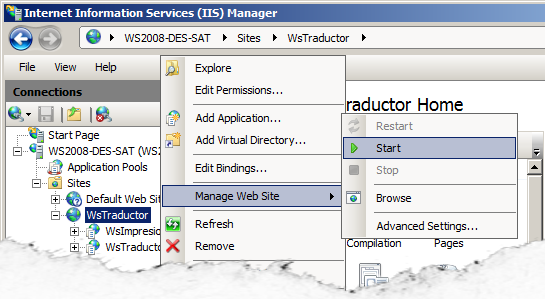 Internet Information Services (IIS) Manager
WS2008-DES-SAT Sites WsTraductor
File View Help
Connections
Start Page
WS2008-DES-SAT (WS2
Application Pools
Sites
Default Web Sit
WsTraductor
WsImpresio
WsTraducto
Explore
Edit Permissions...
Add Application...
Add Virtual Directory...
Edit Bindings...
Manage Web Site
Refresh
Remove
raductor Home
Restart
Start
Stop
Browse
Advanced Settings...
Compilation Pages